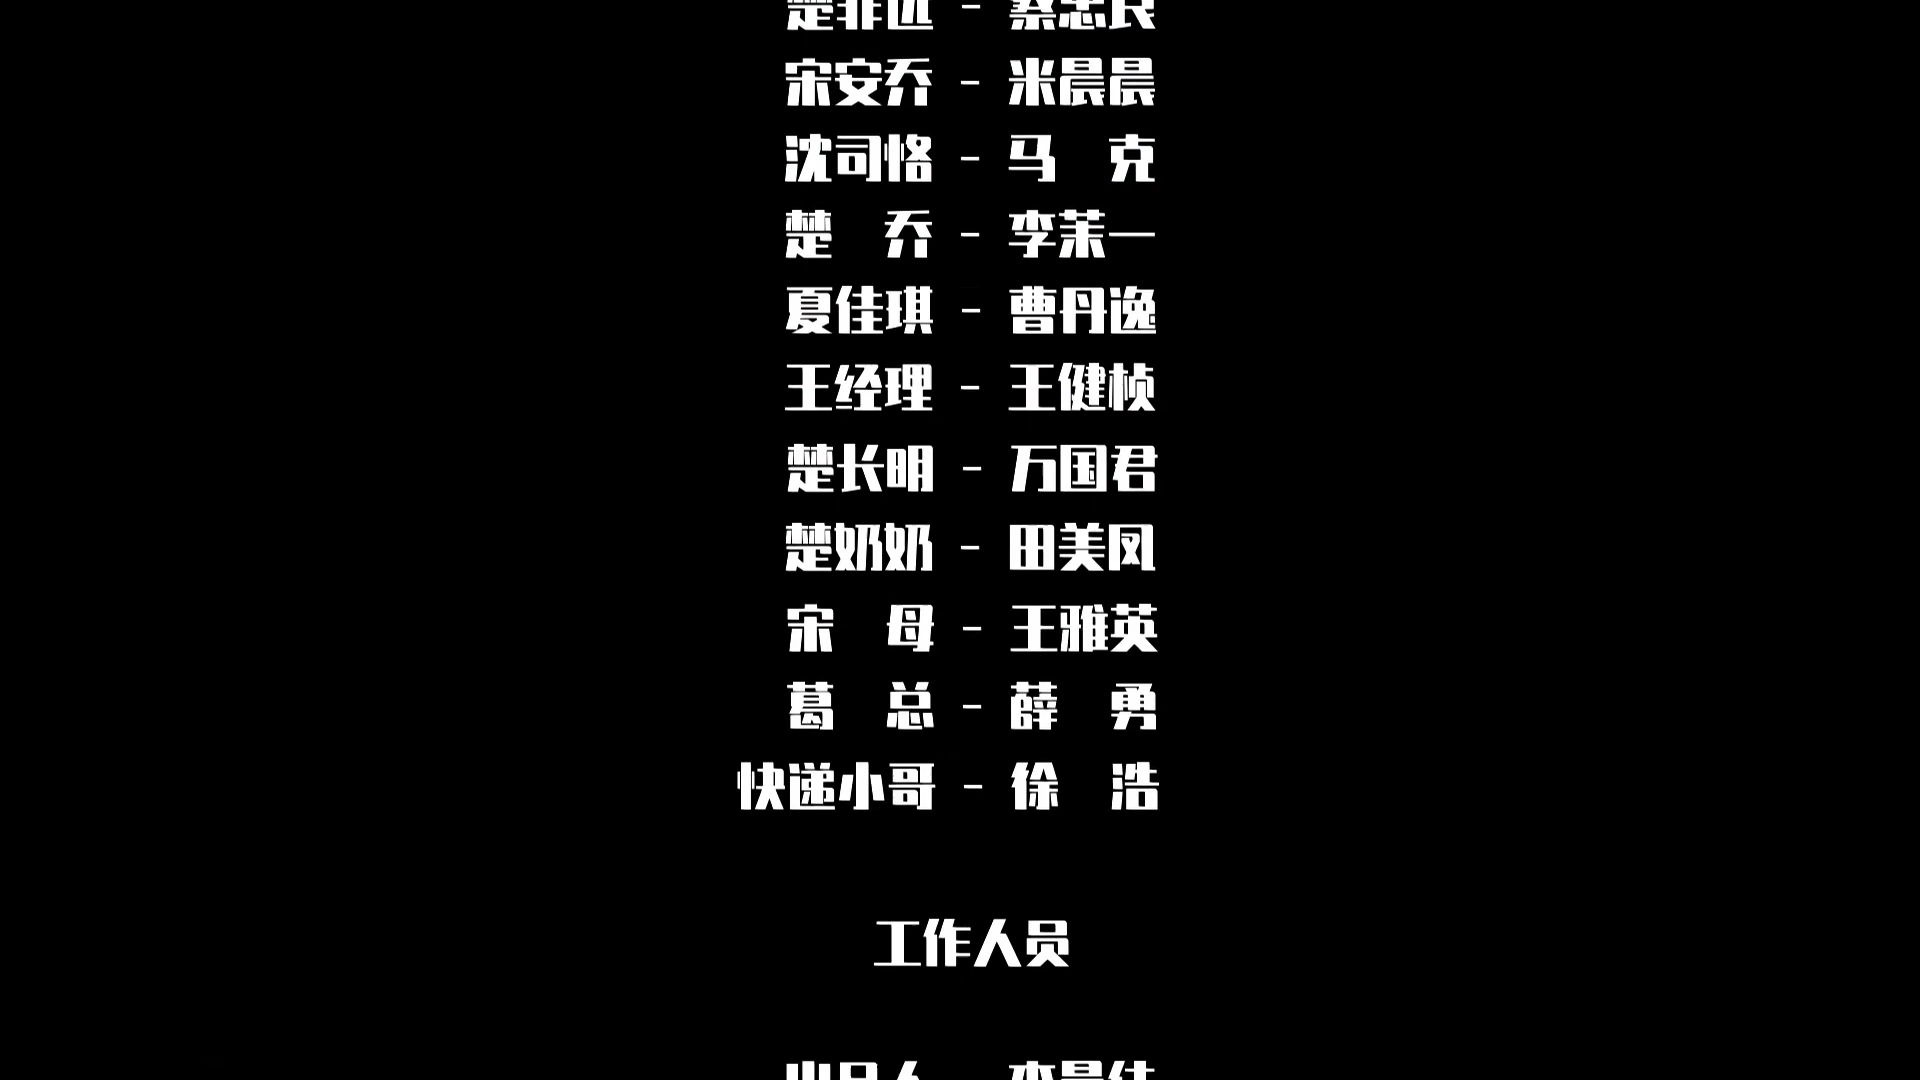 宋安乔 - 米晨晨
沈司恪 - 马　克
楚　乔 - 李茉一
夏佳琪 - 曹丹逸
王经理 - 王健桢
楚长明 - 万国君
楚奶奶 - 田美凤
宋　母 - 王雅英
葛　总 - 薛　勇
快递小哥 - 徐　浩
工作人员